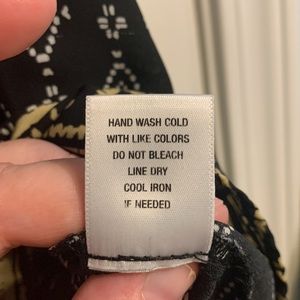 HAND WASH COLD
WITH LIKE COLORS
DO NOT BLEACH
LINE DRY
COOL IRON
IF NEEDED